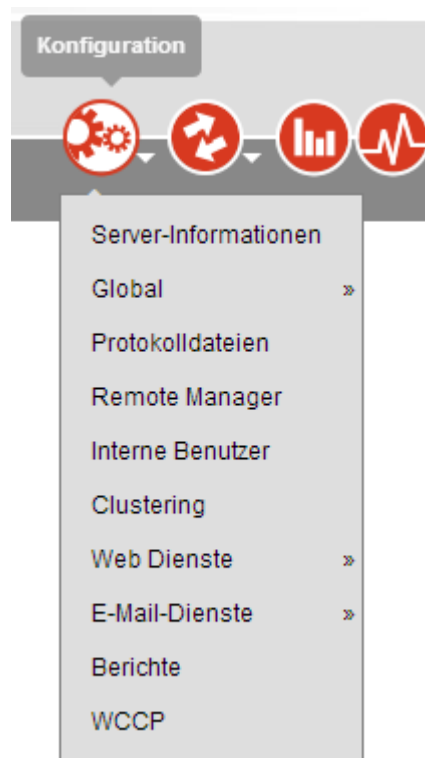 Konfiguration
Server-Informationen
Global »
Protokolldateien
Remote Manager
Interne Benutzer
Clustering
Web Dienste »
E-Mail-Dienste »
Berichte
WCCP